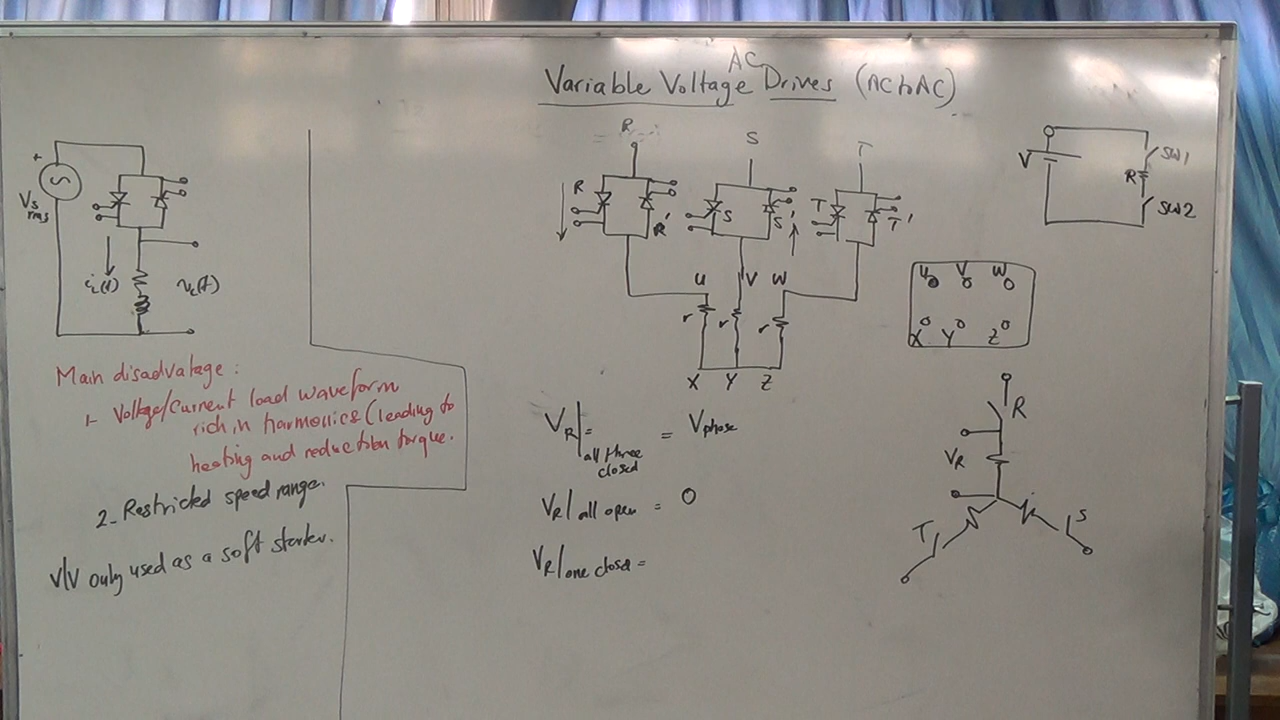 AC
Variable Voltage Drives (AC to AC)
+
Vs
rms
iL(t)
vL(t)
Main disadvatage :
1- Voltage/Current load waveform
rich in harmonics (leading to
heating and reduction torque.
2- Restricted speed range.
V/V only used as a soft starter.
R
S
T
R
R'
S
S'
T
T'
U
V
W
r
r
r
X
Y
Z
VR| = all three closed = Vphase
VR/ all open = 0
VR/ one closed =
V
SW1
R
SW2
U
V
W
X
Y
Z
R
VR
T
S